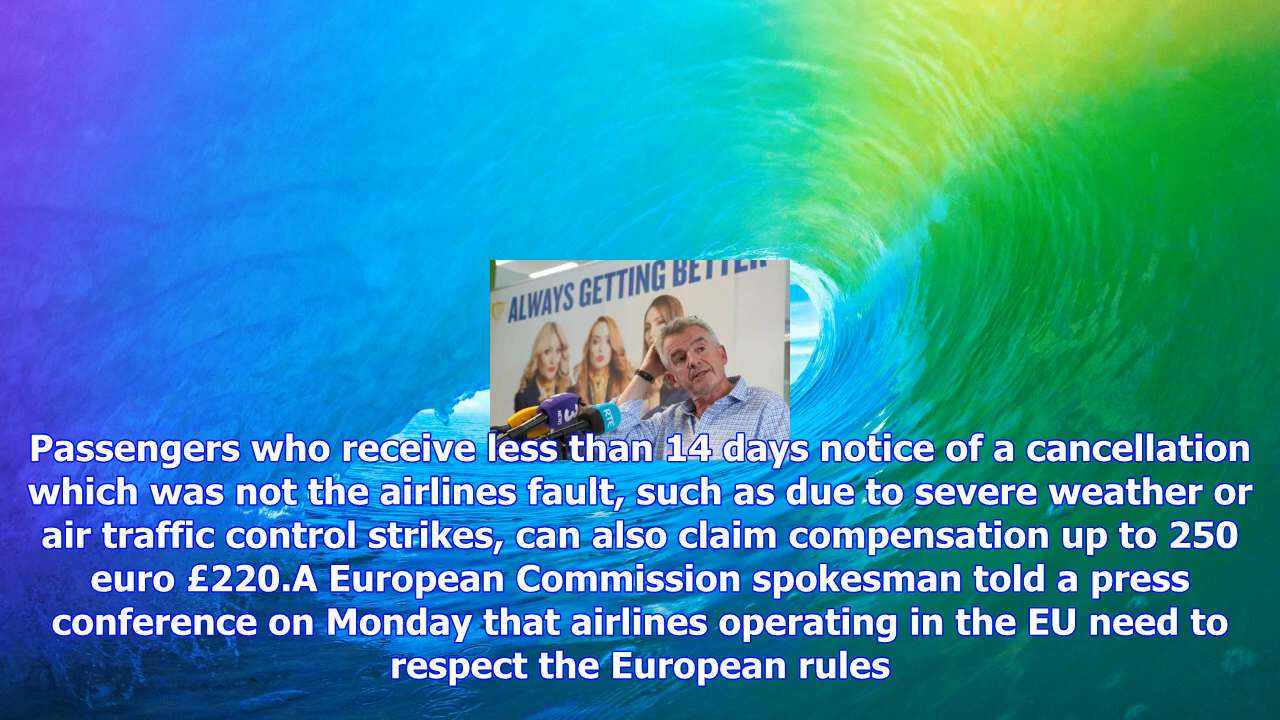 ALWAYS GETTING BETTER
RTÉ
Passengers who receive less than 14 days notice of a cancellation
which was not the airlines fault, such as due to severe weather or
air traffic control strikes, can also claim compensation up to 250
euro £220.A European Commission spokesman told a press
conference on Monday that airlines operating in the EU need to
respect the European rules